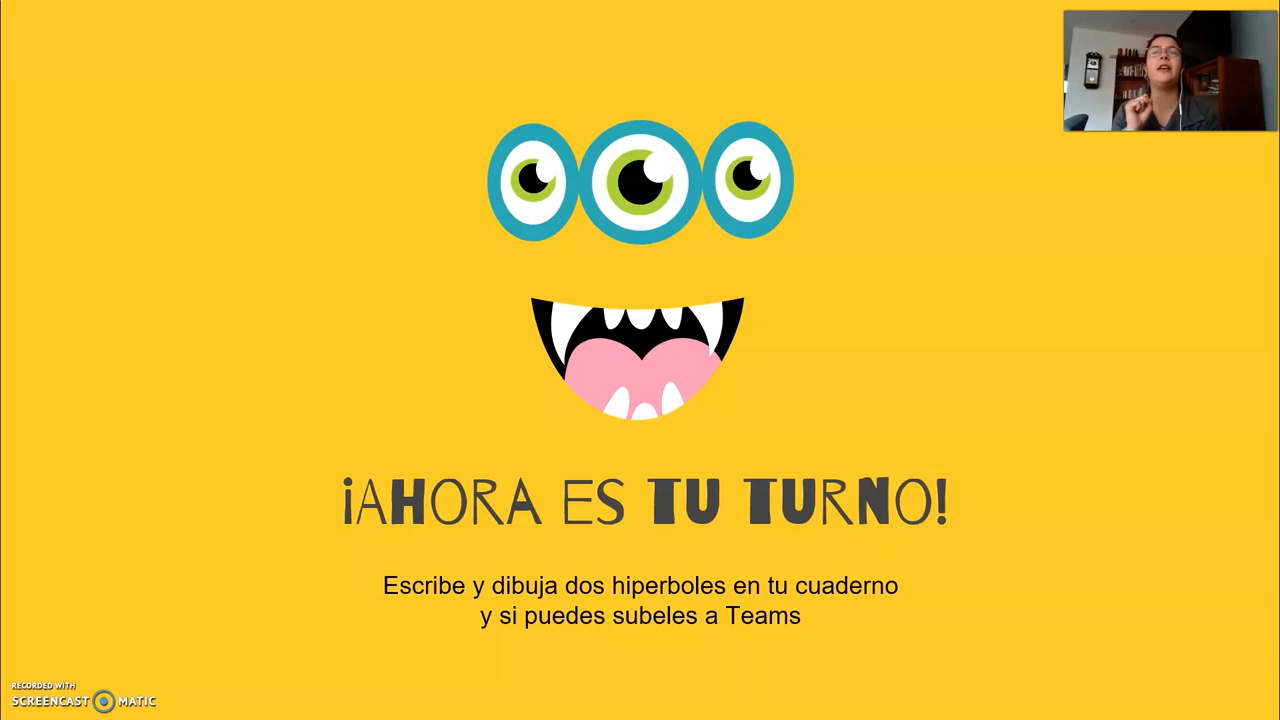 ¡AHORA ES TU TURNO!
Escribe y dibuja dos hiperboles en tu cuaderno
y si puedes subeles a Teams
RECORDED WITH
SCREENCAST MATIC